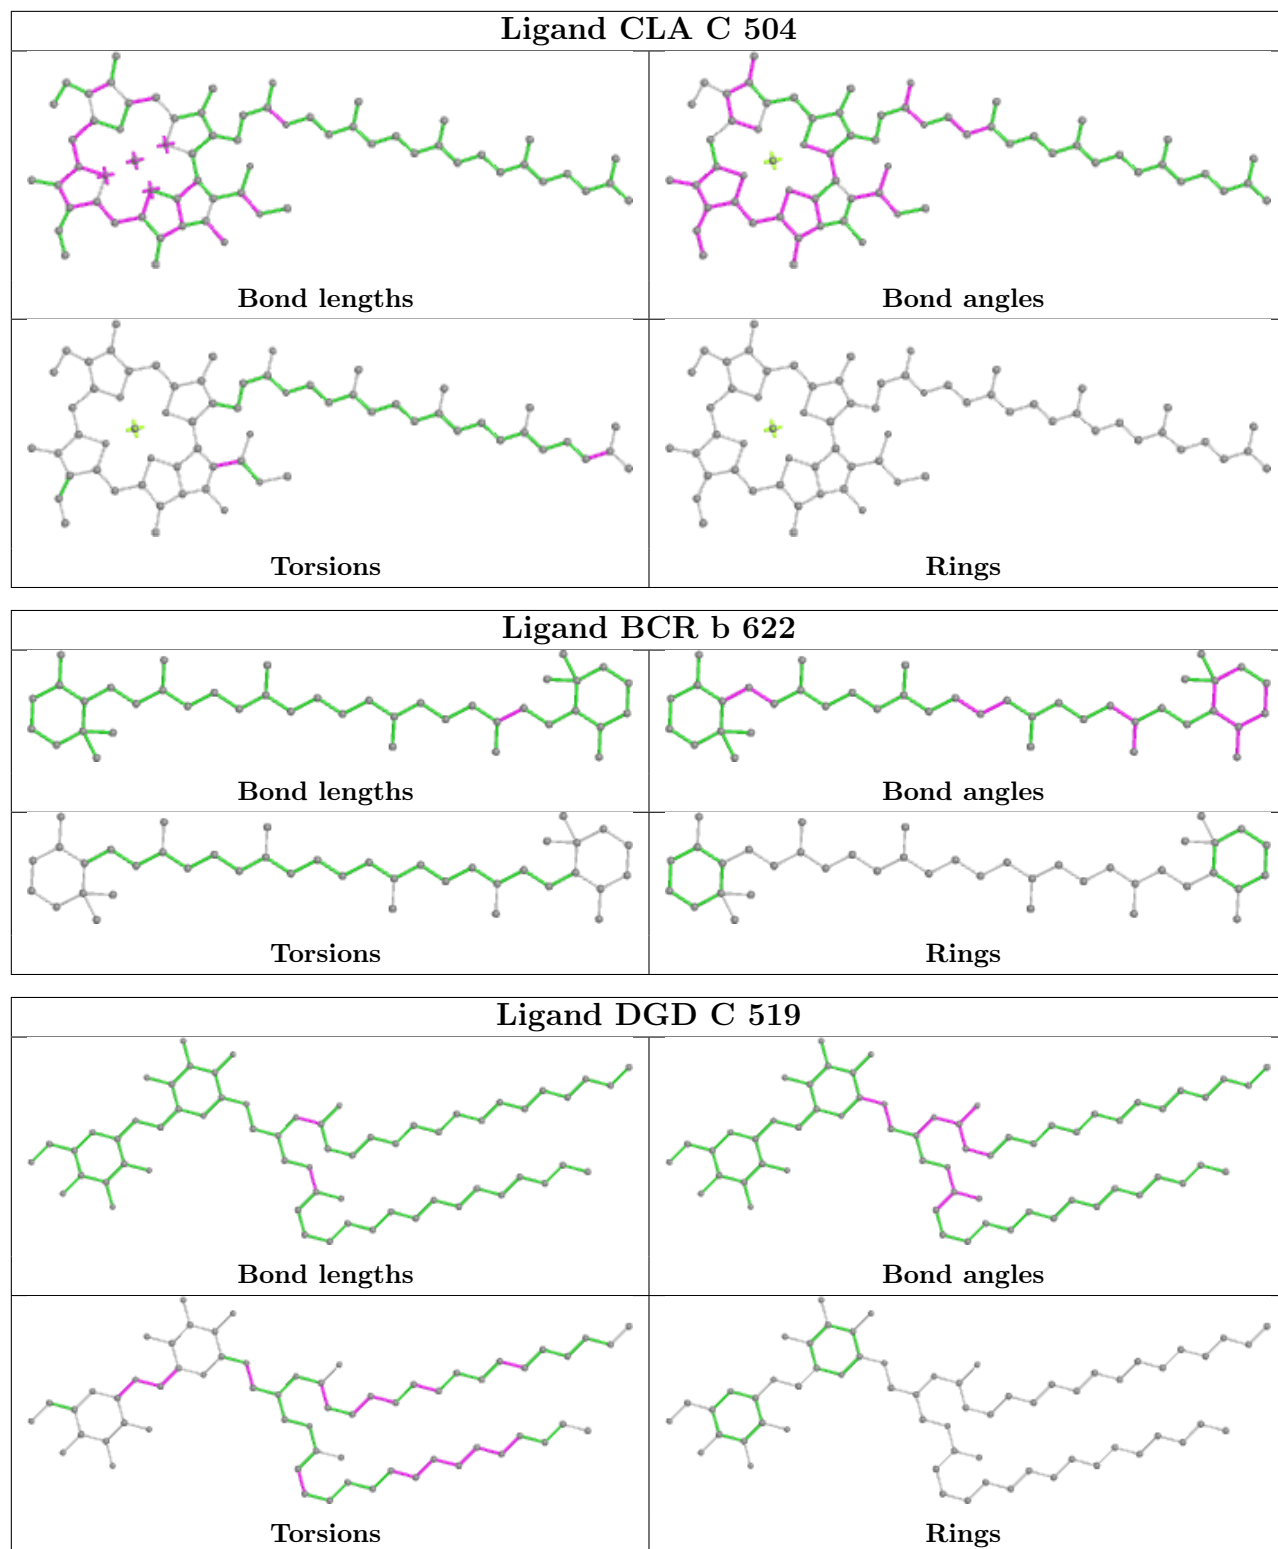 Ligand CLA C 504
Bond lengths
Bond angles
Torsions
Rings
Ligand BCR b 622
Bond lengths
Bond angles
Torsions
Rings
Ligand DGD C 519
Bond lengths
Bond angles
Torsions
Rings